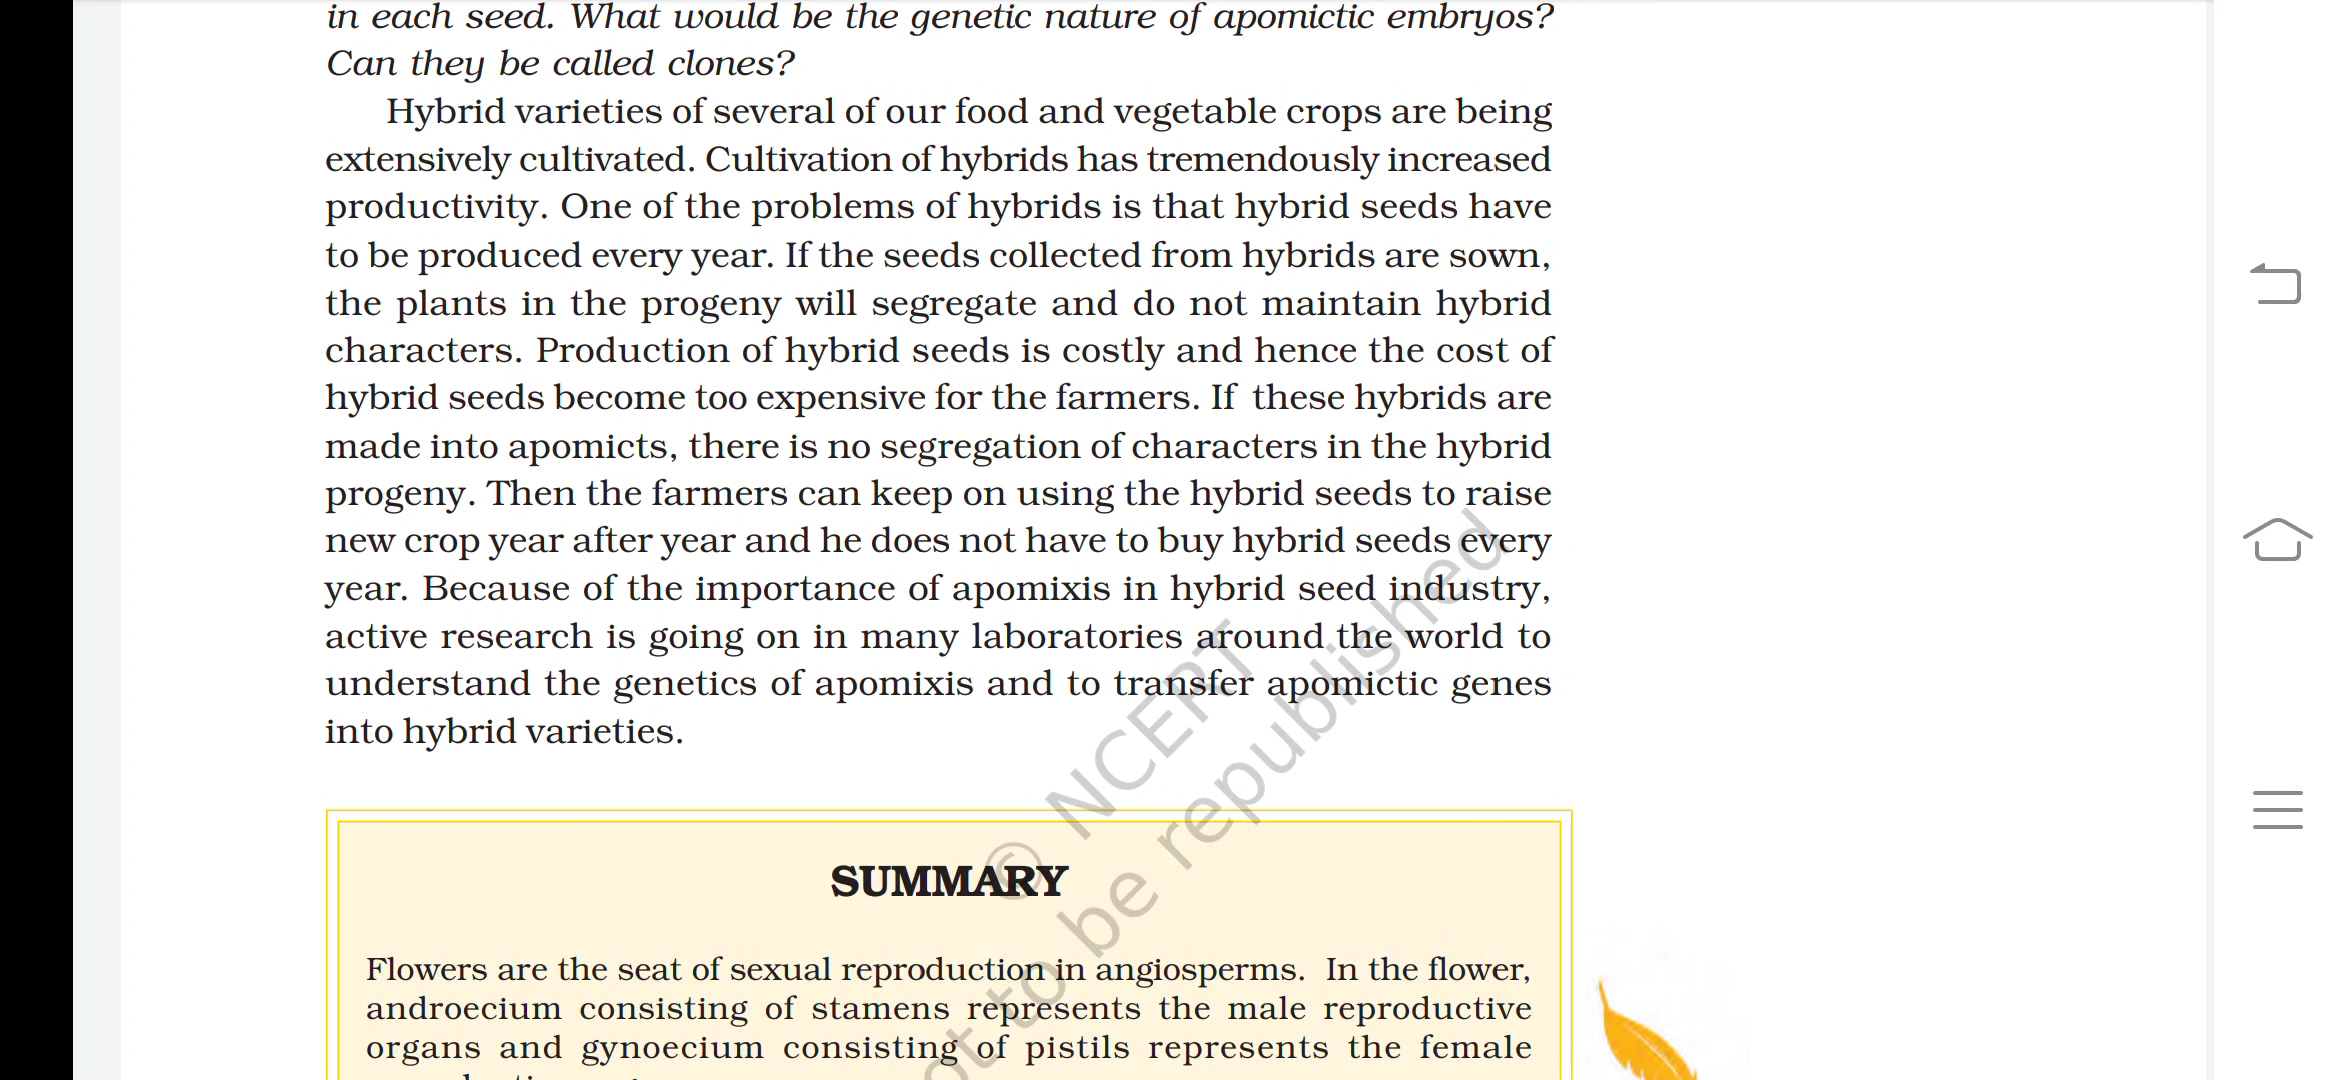 in each seed. What would be the genetic nature of apomictic embryos?
Can they be called clones?
Hybrid varieties of several of our food and vegetable crops are being
extensively cultivated. Cultivation of hybrids has tremendously increased
productivity. One of the problems of hybrids is that hybrid seeds have
to be produced every year. If the seeds collected from hybrids are sown,
the plants in the progeny will segregate and do not maintain hybrid
characters. Production of hybrid seeds is costly and hence the cost of
hybrid seeds become too expensive for the farmers. If these hybrids are
made into apomicts, there is no segregation of characters in the hybrid
progeny. Then the farmers can keep on using the hybrid seeds to raise
new crop year after year and he does not have to buy hybrid seeds every
year. Because of the importance of apomixis in hybrid seed industry,
active research is going on in many laboratories around the world to
understand the genetics of apomixis and to transfer apomictic genes
into hybrid varieties.
© NCERT
to be republished
SUMMARY
Flowers are the seat of sexual reproduction in angiosperms. In the flower,
androecium consisting of stamens represents the male reproductive
organs and gynoecium consisting of pistils represents the female